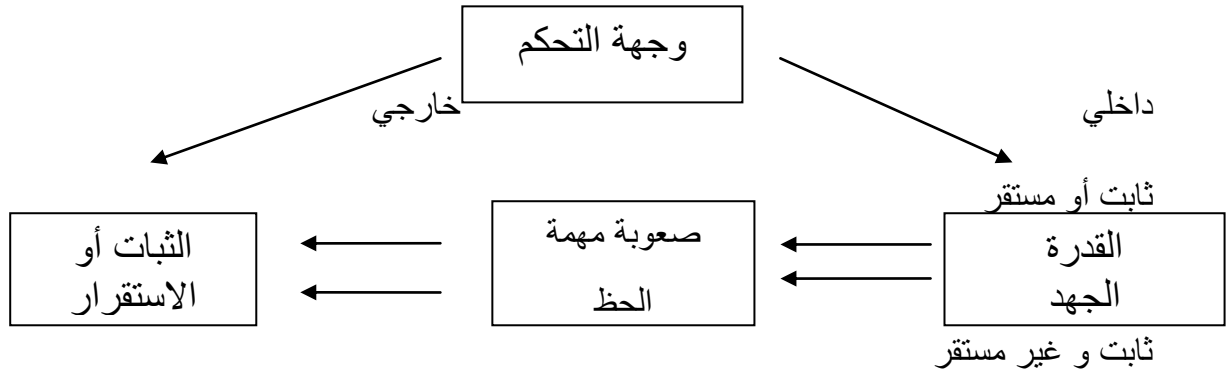 وجهة التحكم
داخلي
خارجي
ثابت أو مستقر
القدرة
الجهد
صعوبة مهمة
الحظ
الثبات أو
الاستقرار
ثابت و غير مستقر